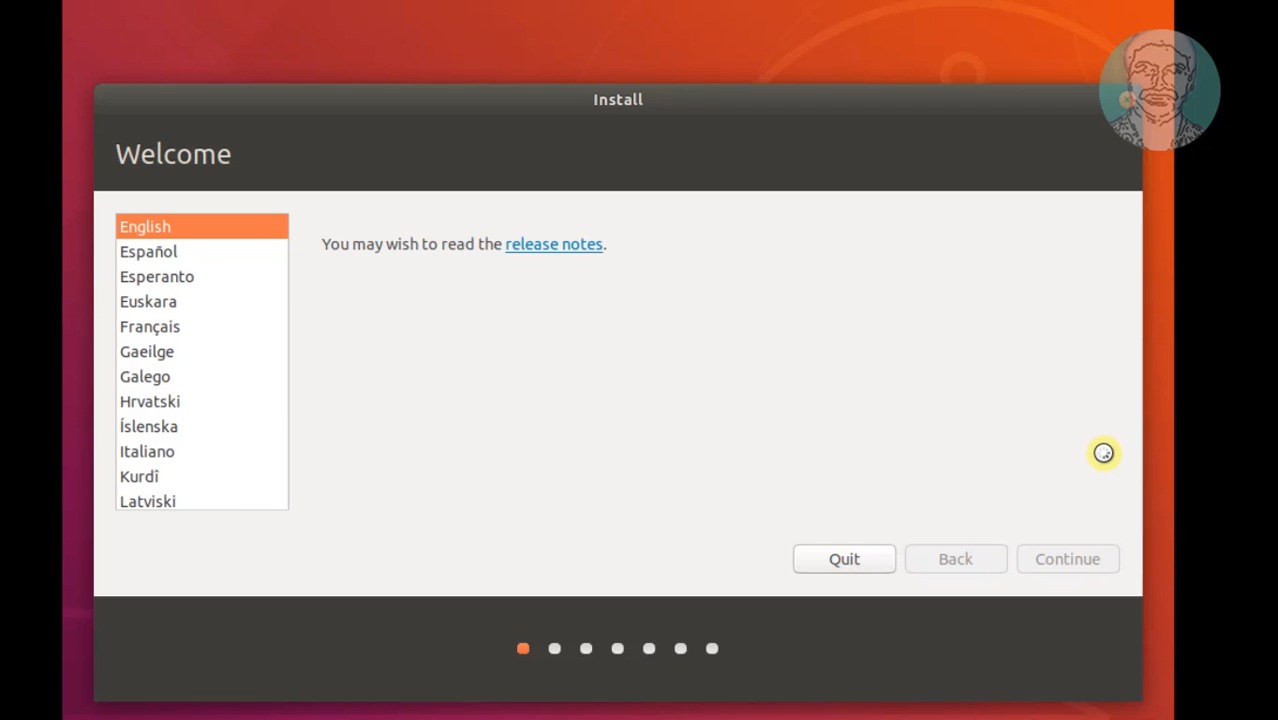 Install
Welcome
English
Español
Esperanto
Euskara
Français
Gaeilge
Galego
Hrvatski
Íslenska
Italiano
Kurdî
Latviski
You may wish to read the release notes.
Quit
Back
Continue